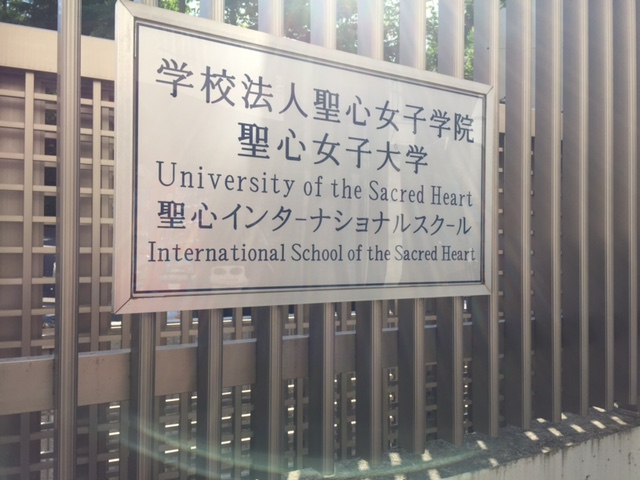 学校法人聖心女子学院
聖心女子大学
University of the Sacred Heart
聖心インターナショナルスクール
International School of the Sacred Heart